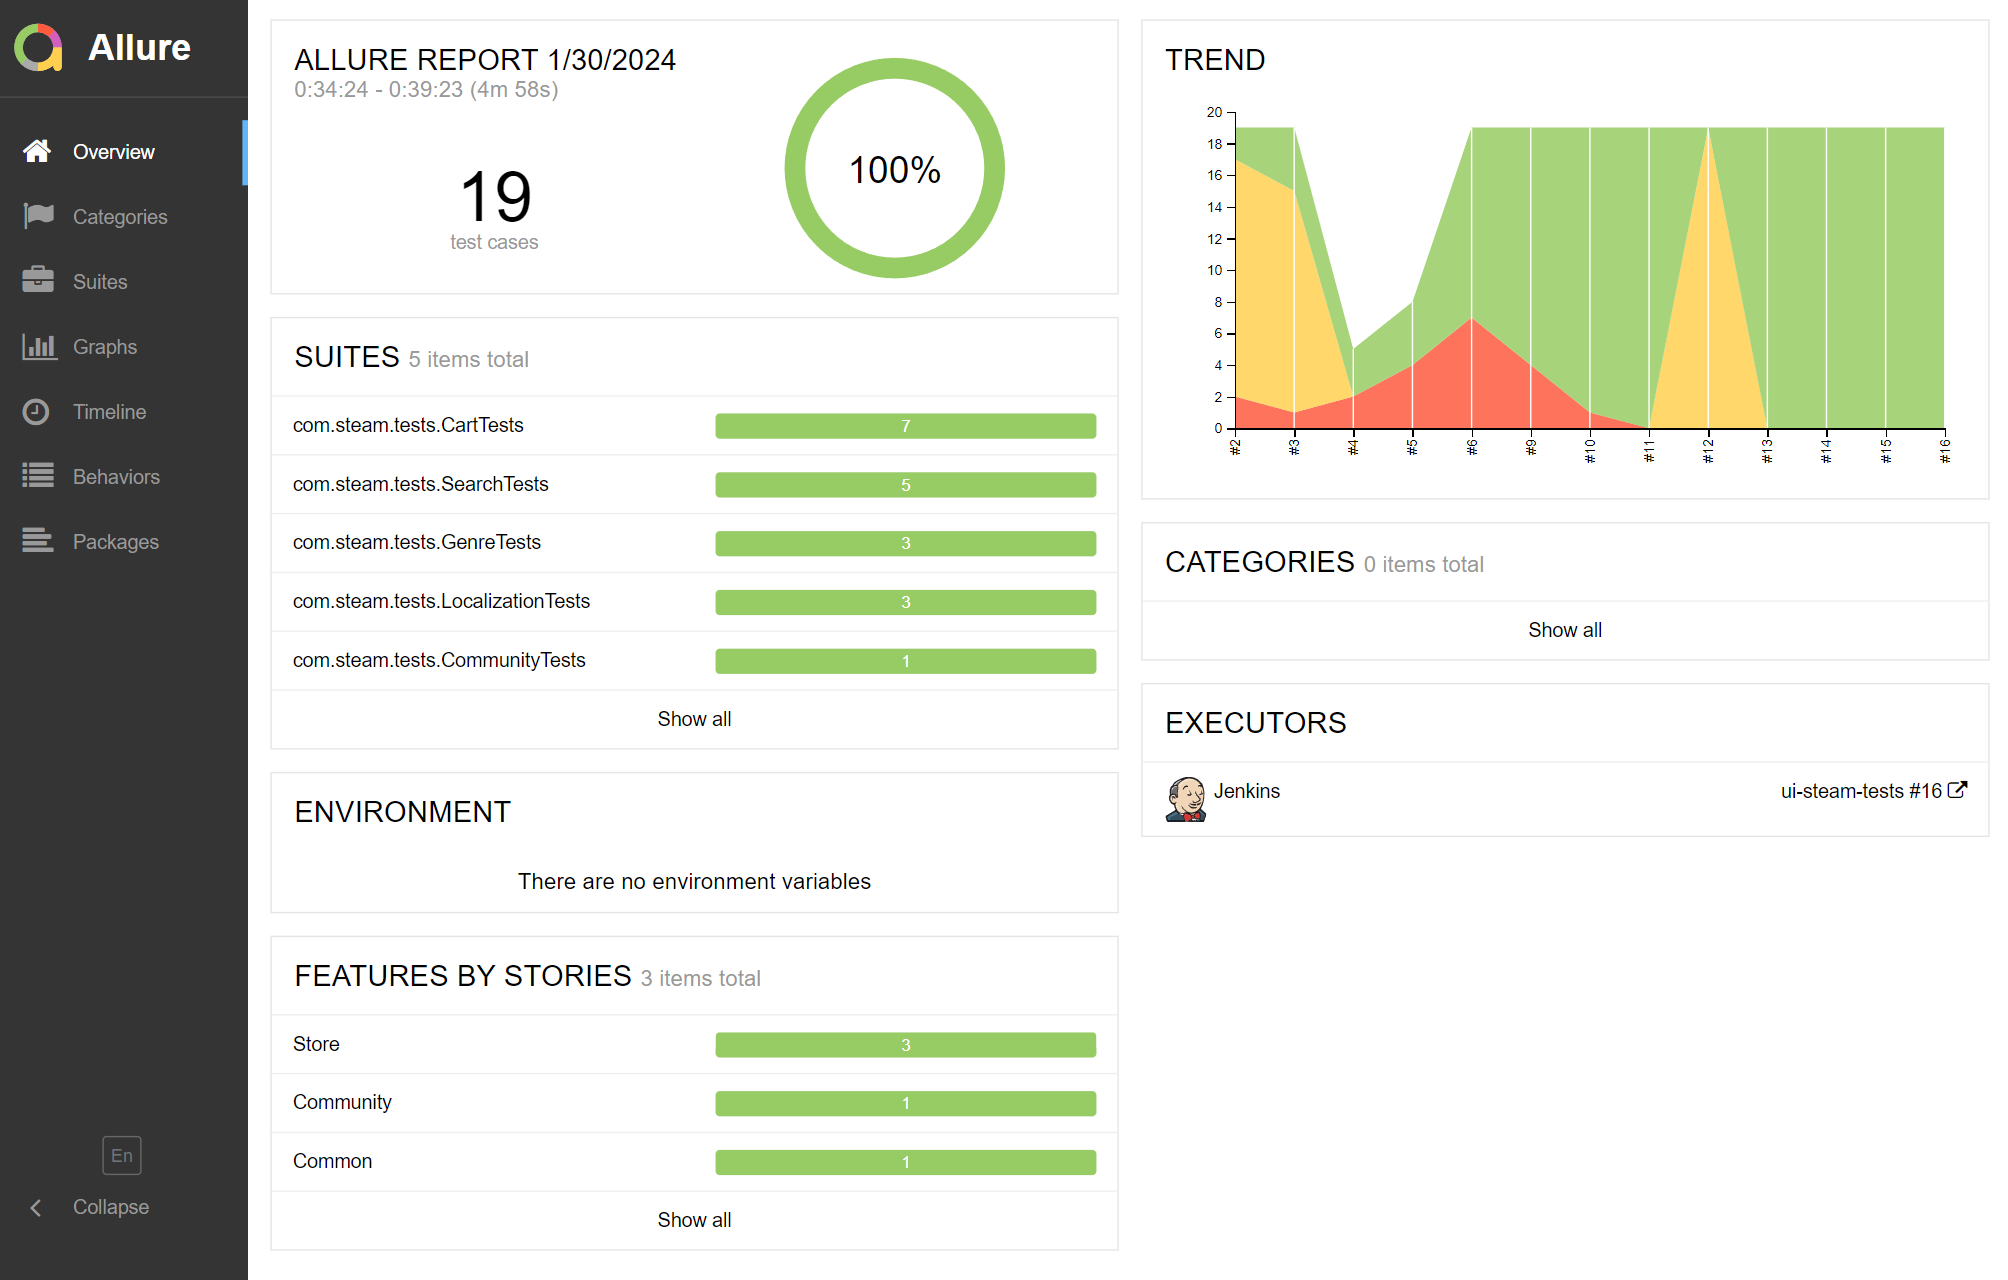 Allure
Overview
Categories
Suites
Graphs
Timeline
Behaviors
Packages
En
Collapse
ALLURE REPORT 1/30/2024
0:34:24 - 0:39:23 (4m 58s)
19
test cases
100%
SUITES 5 items total
com.steam.tests.CartTests 7
com.steam.tests.SearchTests 5
com.steam.tests.GenreTests 3
com.steam.tests.LocalizationTests 3
com.steam.tests.CommunityTests 1
Show all
ENVIRONMENT
There are no environment variables
FEATURES BY STORIES 3 items total
Store 3
Community 1
Common 1
Show all
TREND
20
18
16
14
12
10
8
6
4
2
0
#2 #3 #4 #5 #6 #9 #10 #11 #12 #13 #14 #15 #16
CATEGORIES 0 items total
Show all
EXECUTORS
Jenkins ui-steam-tests #16